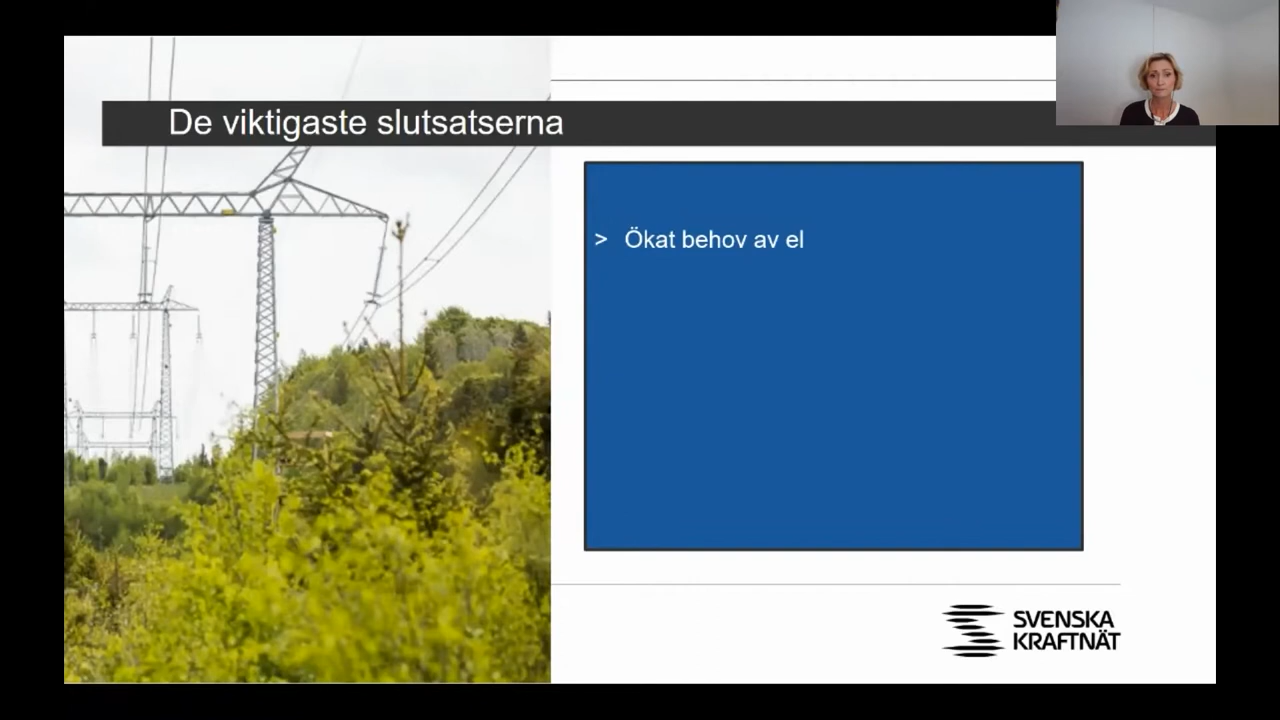 De viktigaste slutsatserna
> Ökat behov av el
SVENSKA
KRAFTNÄT